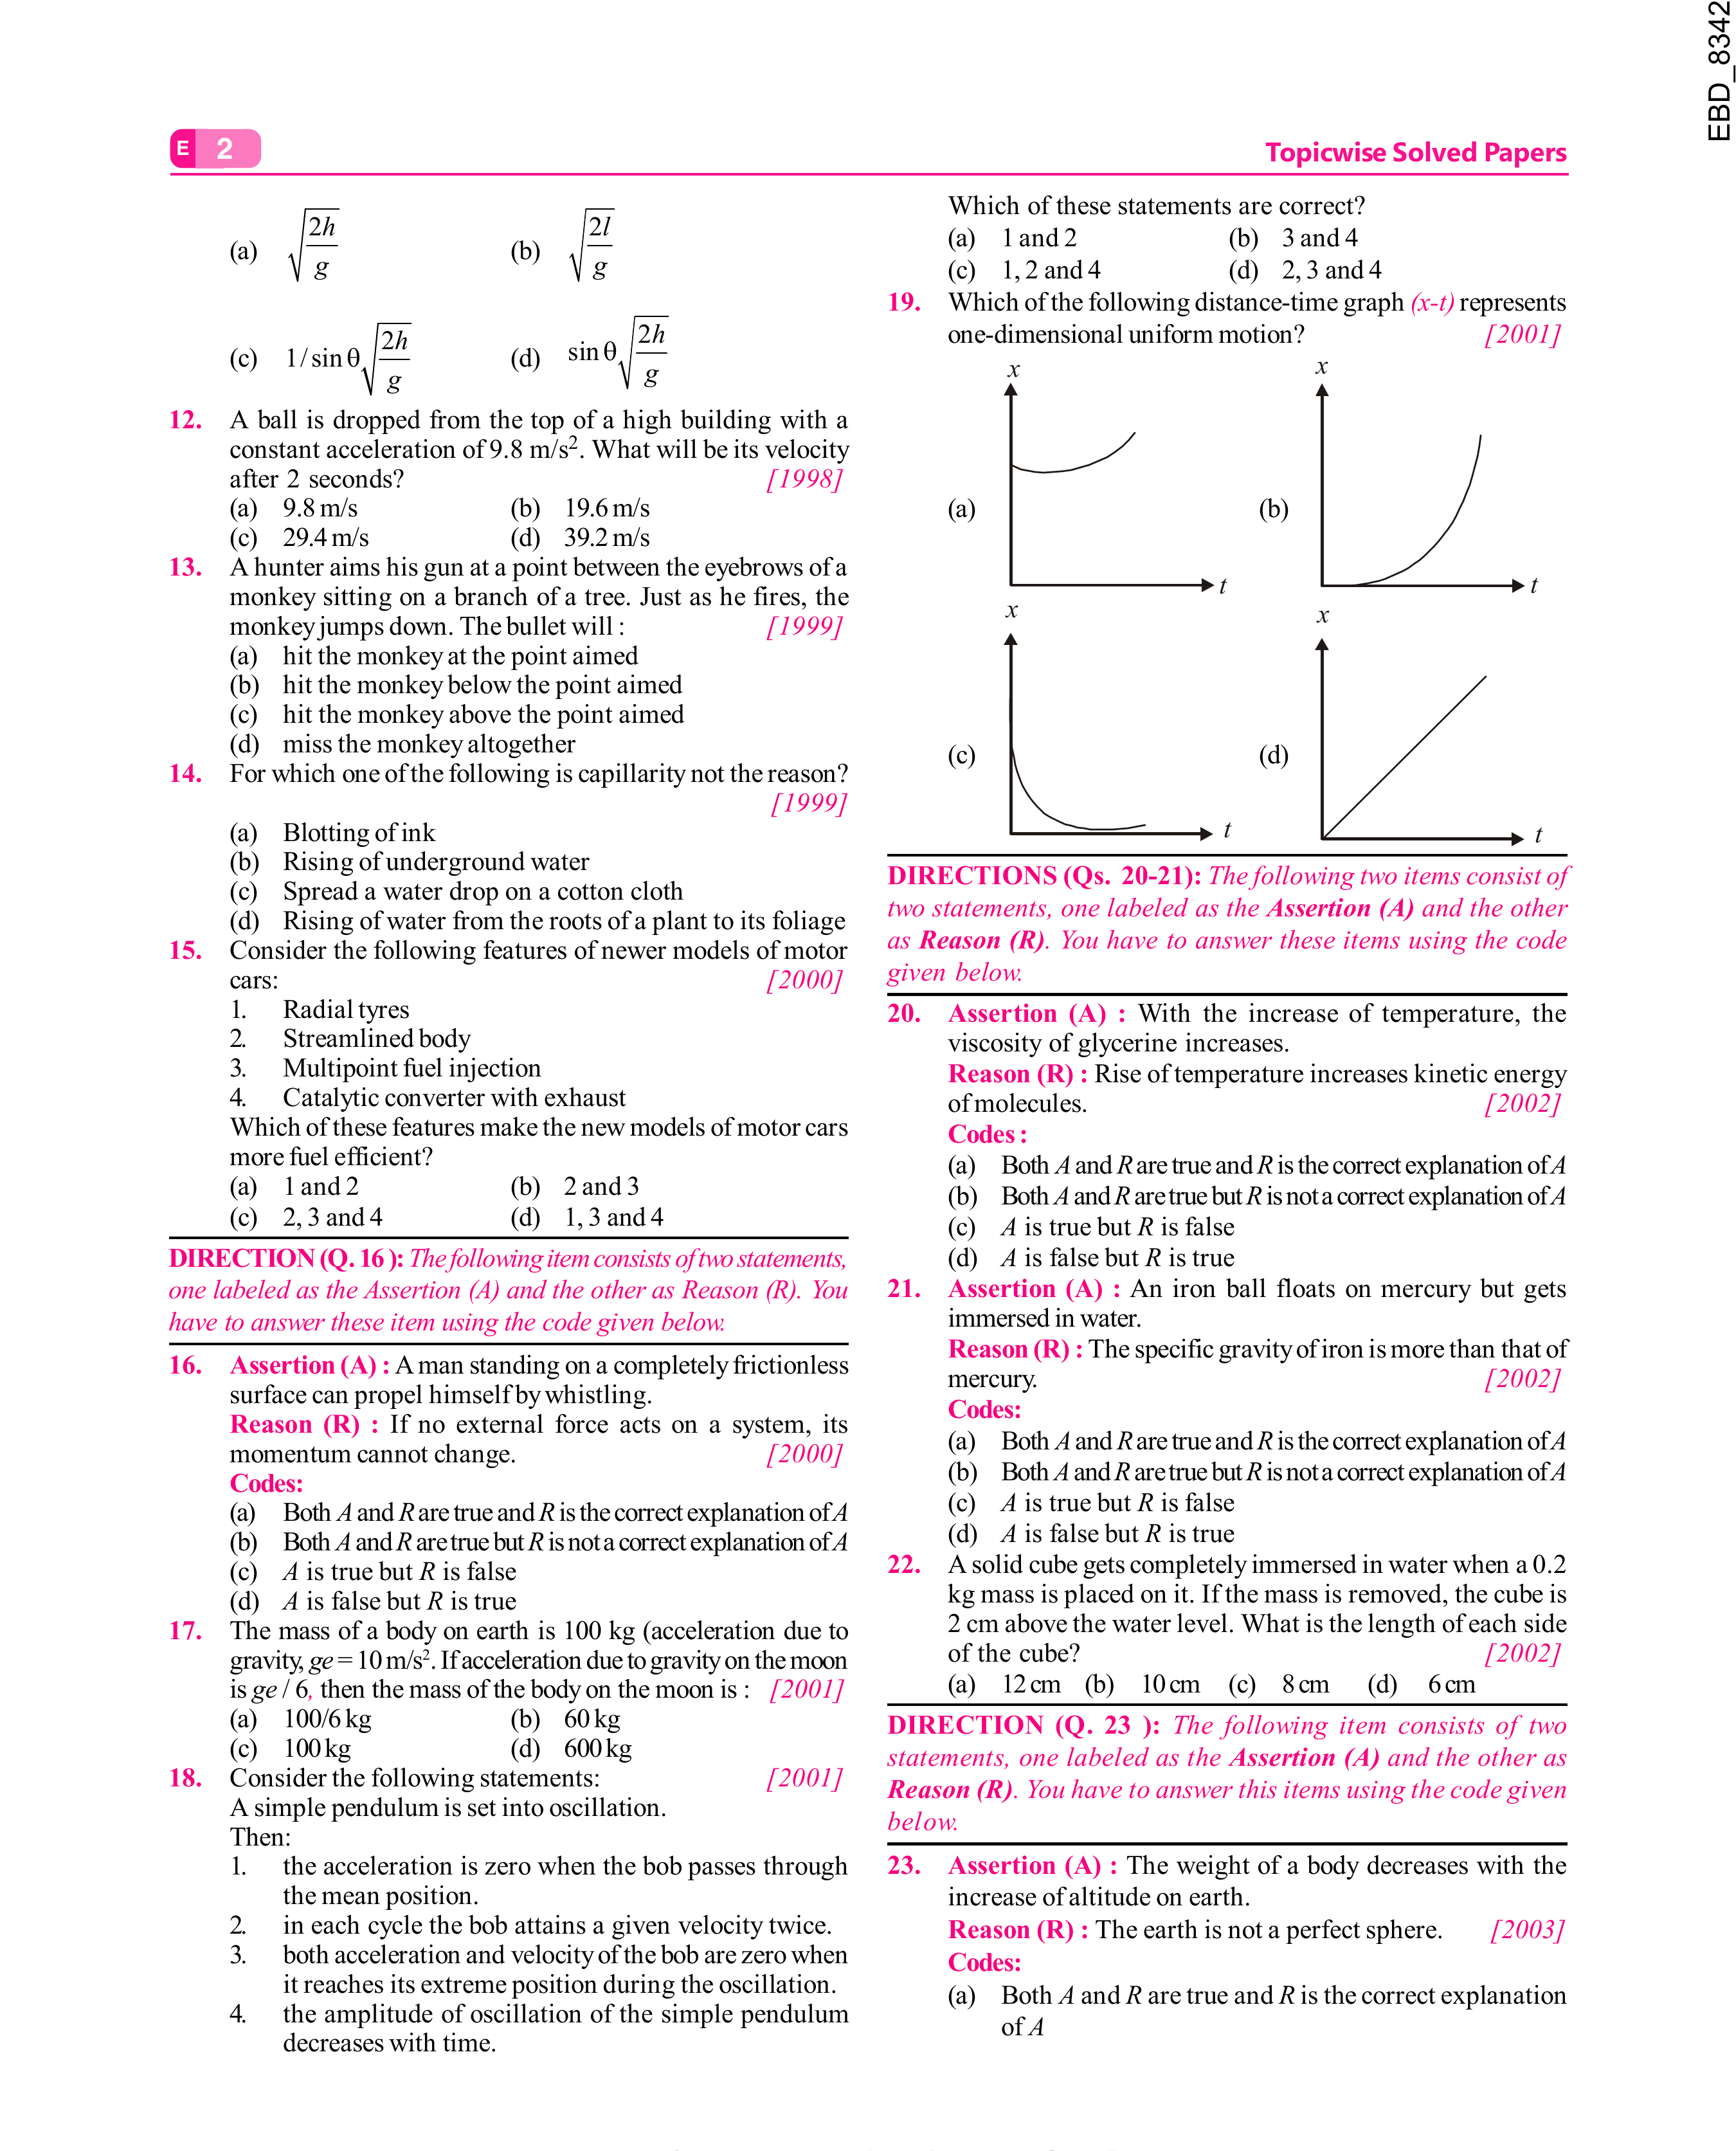 EBD_8342
E 2
Topicwise Solved Papers
(a) √(2h/g) (b) √(2l/g)
(c) 1/sin θ √(2h/g) (d) sin θ √(2h/g)
12. A ball is dropped from the top of a high building with a
constant acceleration of 9.8 m/s². What will be its velocity
after 2 seconds? [1998]
(a) 9.8 m/s (b) 19.6 m/s
(c) 29.4 m/s (d) 39.2 m/s
13. A hunter aims his gun at a point between the eyebrows of a
monkey sitting on a branch of a tree. Just as he fires, the
monkey jumps down. The bullet will : [1999]
(a) hit the monkey at the point aimed
(b) hit the monkey below the point aimed
(c) hit the monkey above the point aimed
(d) miss the monkey altogether
14. For which one of the following is capillarity not the reason?
[1999]
(a) Blotting of ink
(b) Rising of underground water
(c) Spread a water drop on a cotton cloth
(d) Rising of water from the roots of a plant to its foliage
15. Consider the following features of newer models of motor
cars: [2000]
1. Radial tyres
2. Streamlined body
3. Multipoint fuel injection
4. Catalytic converter with exhaust
Which of these features make the new models of motor cars
more fuel efficient?
(a) 1 and 2 (b) 2 and 3
(c) 2, 3 and 4 (d) 1, 3 and 4
DIRECTION (Q. 16 ): The following item consists of two statements,
one labeled as the Assertion (A) and the other as Reason (R). You
have to answer these item using the code given below.
16. Assertion (A) : A man standing on a completely frictionless
surface can propel himself by whistling.
Reason (R) : If no external force acts on a system, its
momentum cannot change. [2000]
Codes:
(a) Both A and R are true and R is the correct explanation of A
(b) Both A and R are true but R is not a correct explanation of A
(c) A is true but R is false
(d) A is false but R is true
17. The mass of a body on earth is 100 kg (acceleration due to
gravity, ge = 10 m/s². If acceleration due to gravity on the moon
is ge / 6, then the mass of the body on the moon is : [2001]
(a) 100/6 kg (b) 60 kg
(c) 100 kg (d) 600 kg
18. Consider the following statements: [2001]
A simple pendulum is set into oscillation.
Then:
1. the acceleration is zero when the bob passes through
the mean position.
2. in each cycle the bob attains a given velocity twice.
3. both acceleration and velocity of the bob are zero when
it reaches its extreme position during the oscillation.
4. the amplitude of oscillation of the simple pendulum
decreases with time.
Which of these statements are correct?
(a) 1 and 2 (b) 3 and 4
(c) 1, 2 and 4 (d) 2, 3 and 4
19. Which of the following distance-time graph (x-t) represents
one-dimensional uniform motion? [2001]
x x
(a) (b)
t t
x x
(c) (d)
t t
DIRECTIONS (Qs. 20-21): The following two items consist of
two statements, one labeled as the Assertion (A) and the other
as Reason (R). You have to answer these items using the code
given below.
20. Assertion (A) : With the increase of temperature, the
viscosity of glycerine increases.
Reason (R) : Rise of temperature increases kinetic energy
of molecules. [2002]
Codes :
(a) Both A and R are true and R is the correct explanation of A
(b) Both A and R are true but R is not a correct explanation of A
(c) A is true but R is false
(d) A is false but R is true
21. Assertion (A) : An iron ball floats on mercury but gets
immersed in water.
Reason (R) : The specific gravity of iron is more than that of
mercury. [2002]
Codes:
(a) Both A and R are true and R is the correct explanation of A
(b) Both A and R are true but R is not a correct explanation of A
(c) A is true but R is false
(d) A is false but R is true
22. A solid cube gets completely immersed in water when a 0.2
kg mass is placed on it. If the mass is removed, the cube is
2 cm above the water level. What is the length of each side
of the cube? [2002]
(a) 12 cm (b) 10 cm (c) 8 cm (d) 6 cm
DIRECTION (Q. 23 ): The following item consists of two
statements, one labeled as the Assertion (A) and the other as
Reason (R). You have to answer this items using the code given
below.
23. Assertion (A) : The weight of a body decreases with the
increase of altitude on earth.
Reason (R) : The earth is not a perfect sphere. [2003]
Codes:
(a) Both A and R are true and R is the correct explanation
of A